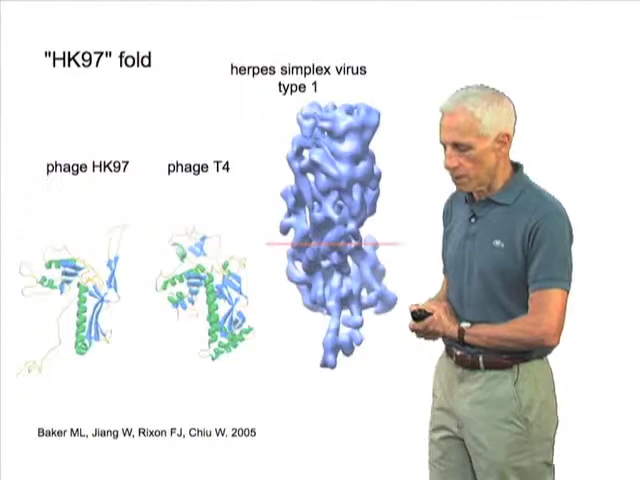 "HK97" fold
herpes simplex virus
type 1
phage HK97
phage T4
Baker ML, Jiang W, Rixon FJ, Chiu W. 2005